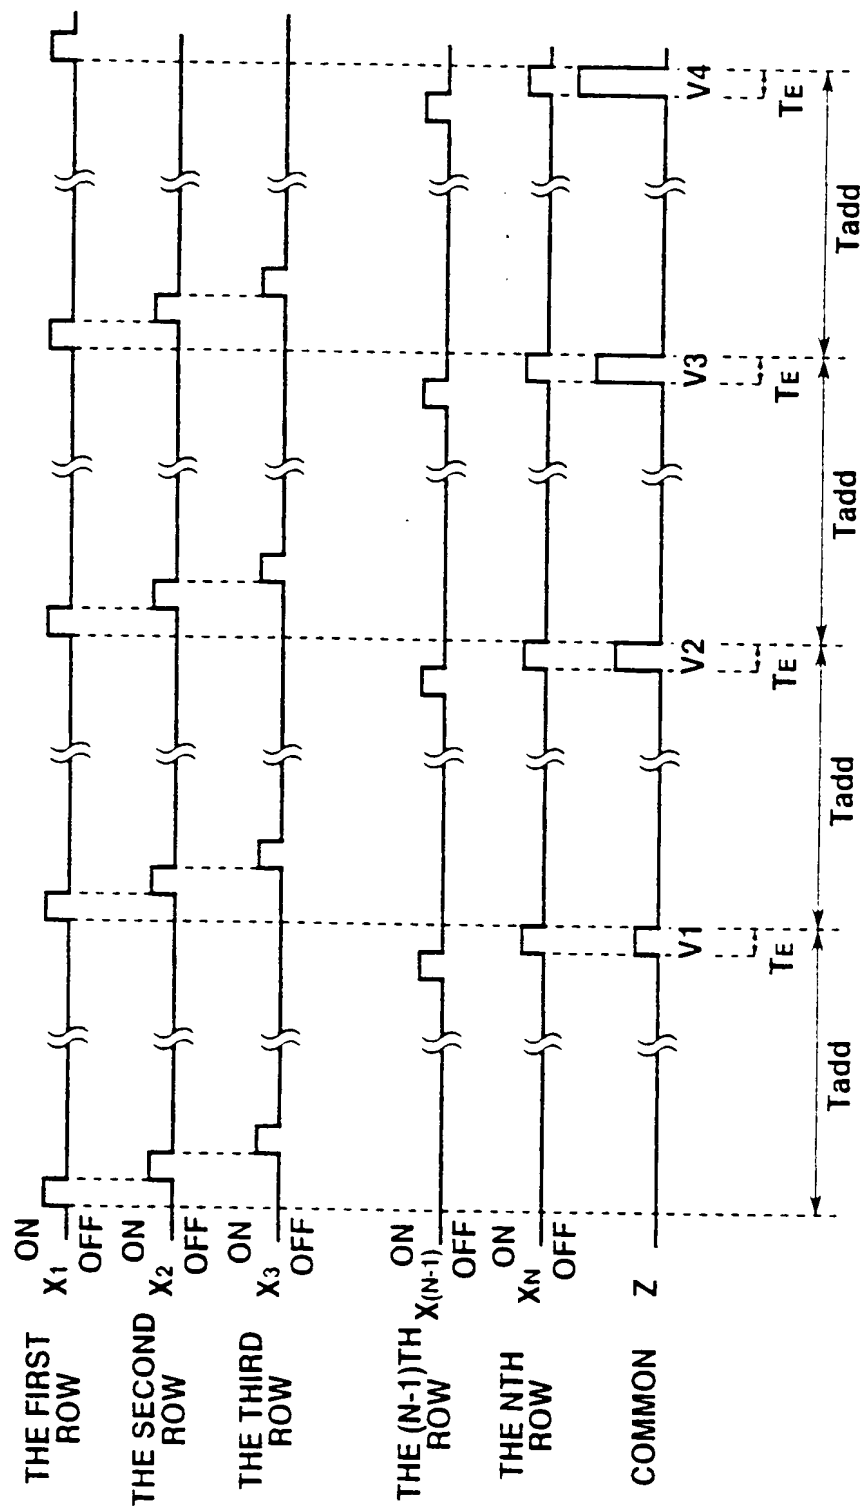 THE FIRST
ROW
X1
ON
OFF
THE SECOND
ROW
X2
ON
OFF
THE THIRD
ROW
X3
ON
OFF
THE (N-1)TH
ROW
X(N-1)
ON
OFF
THE NTH
ROW
XN
ON
OFF
COMMON
Z
V1
V2
V3
V4
TE
TE
TE
TE
Tadd
Tadd
Tadd
Tadd